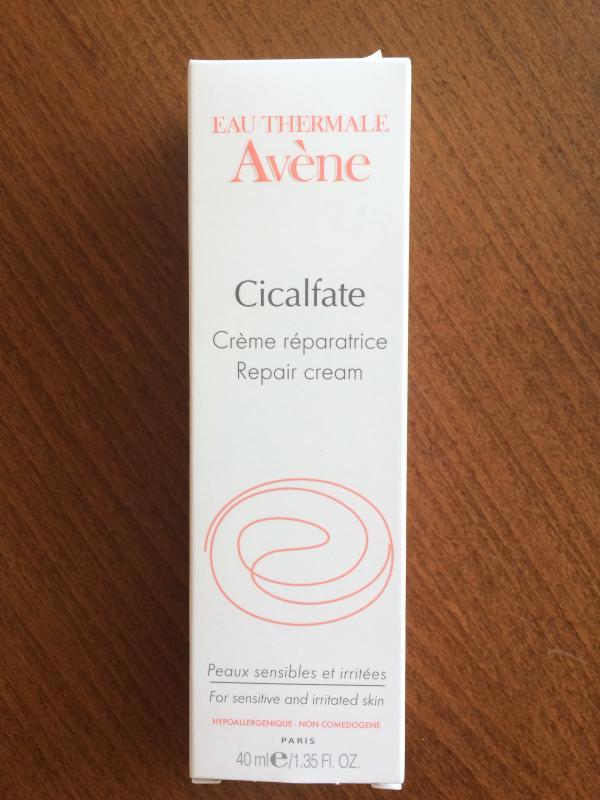 EAU THERMALE
Avène
Cicalfate
Crème réparatrice
Repair cream
Peaux sensibles et irritées
For sensitive and irritated skin
HYPOALLERGENIQUE - NON COMEDOGENE
PARIS
40 ml℮/1.35 Fl. OZ.